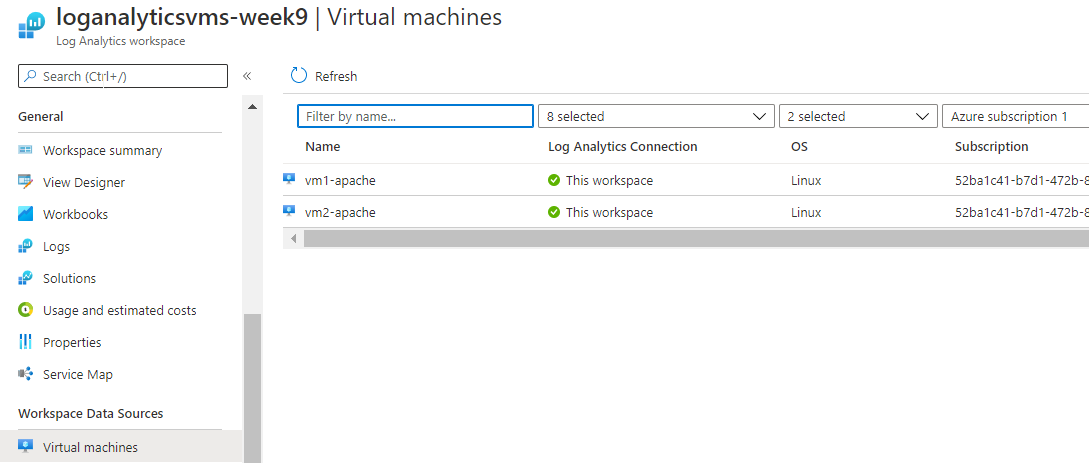 loganalyticsvms-week9 | Virtual machines
Log Analytics workspace
Search (Ctrl+/)
«
Refresh
General
Workspace summary
View Designer
Workbooks
Logs
Solutions
Usage and estimated costs
Properties
Service Map
Workspace Data Sources
Virtual machines
Filter by name...
8 selected
2 selected
Azure subscription 1
Name Log Analytics Connection OS Subscription
vm1-apache This workspace Linux 52ba1c41-b7d1-472b-8
vm2-apache This workspace Linux 52ba1c41-b7d1-472b-8